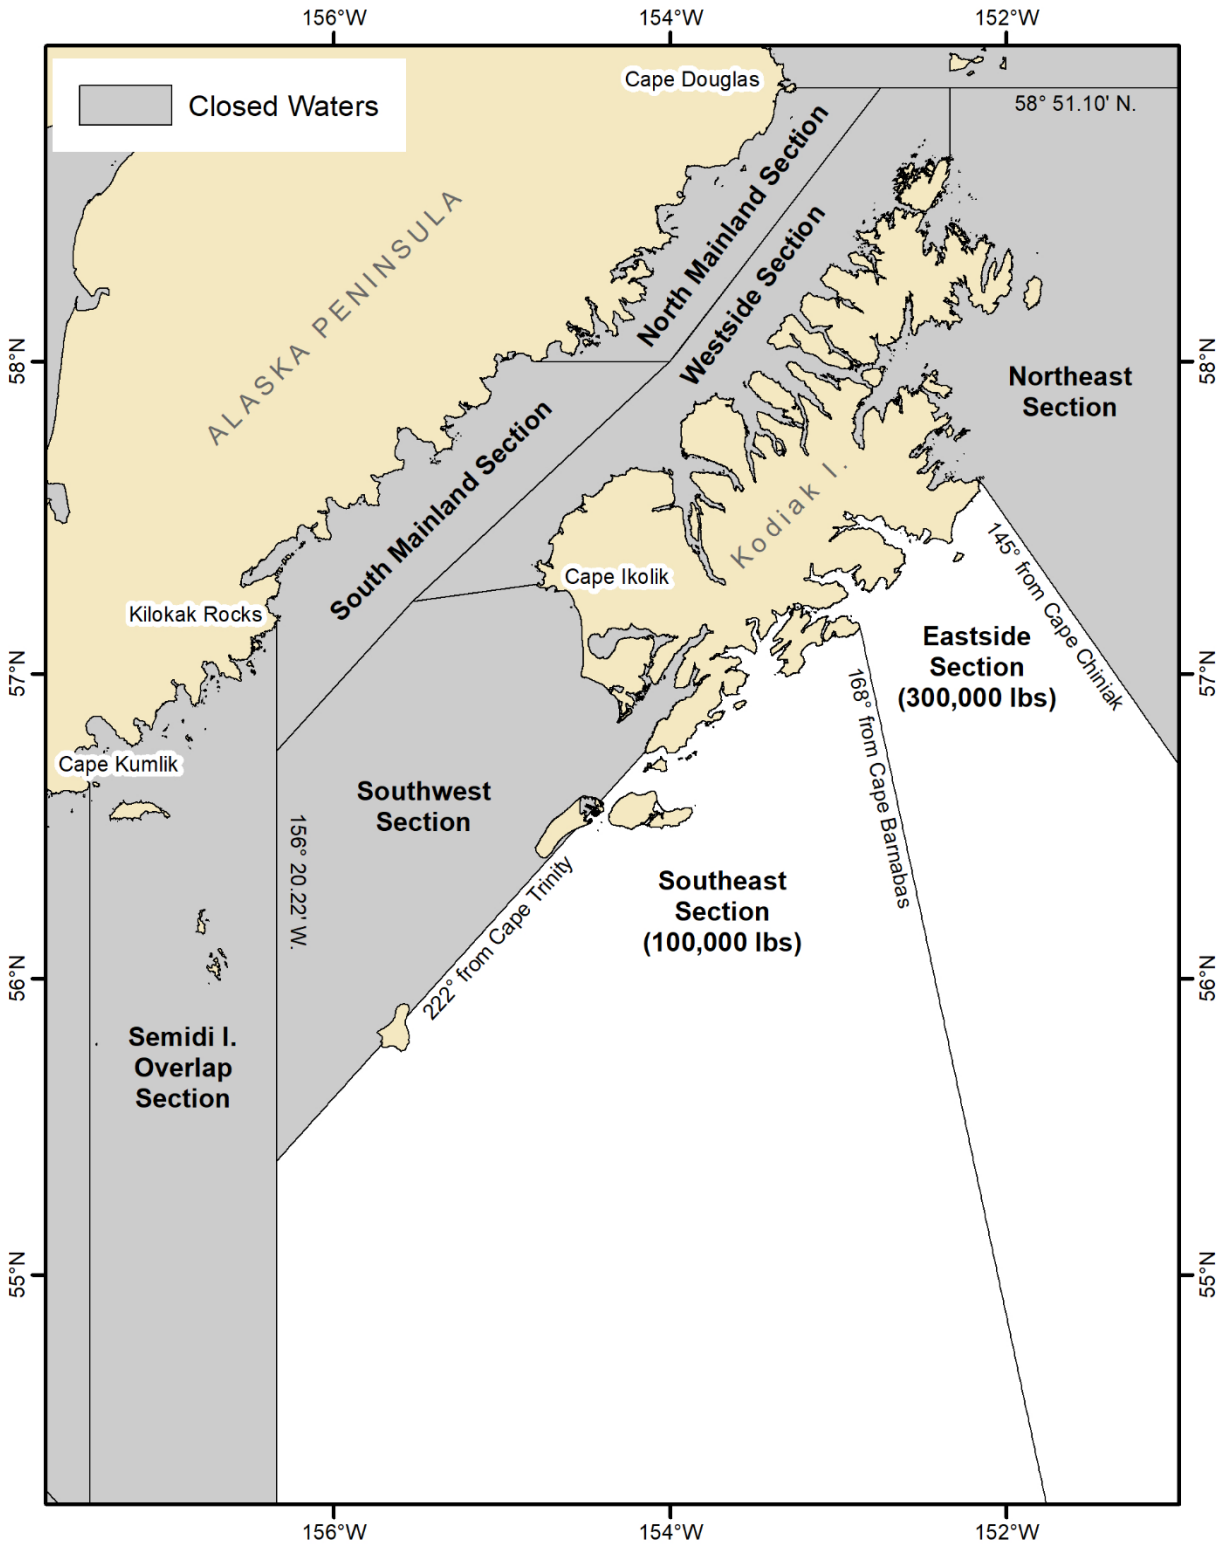 156°W
154°W
152°W
Cape Douglas
Closed Waters
58° 51.10' N.
North Mainland Section
Westside Section
ALASKA PENINSULA
58°N
58°N
Northeast
Section
South Mainland Section
Kodiak I.
145° from Cape Chiniak
Cape Ikolik
Kilokak Rocks
Eastside
Section
(300,000 lbs)
57°N
57°N
168° from Cape Barnabas
Cape Kumlik
Southwest
Section
156° 20.22' W.
222° from Cape Trinity
Southeast
Section
(100,000 lbs)
56°N
56°N
Semidi I.
Overlap
Section
55°N
55°N
156°W
154°W
152°W